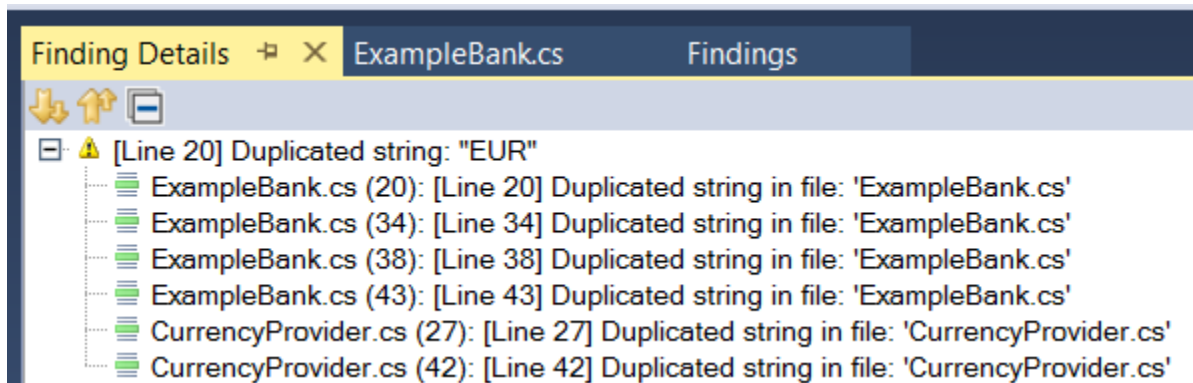 Finding Details ExampleBank.cs Findings
[Line 20] Duplicated string: "EUR"
ExampleBank.cs (20): [Line 20] Duplicated string in file: 'ExampleBank.cs'
ExampleBank.cs (34): [Line 34] Duplicated string in file: 'ExampleBank.cs'
ExampleBank.cs (38): [Line 38] Duplicated string in file: 'ExampleBank.cs'
ExampleBank.cs (43): [Line 43] Duplicated string in file: 'ExampleBank.cs'
CurrencyProvider.cs (27): [Line 27] Duplicated string in file: 'CurrencyProvider.cs'
CurrencyProvider.cs (42): [Line 42] Duplicated string in file: 'CurrencyProvider.cs'